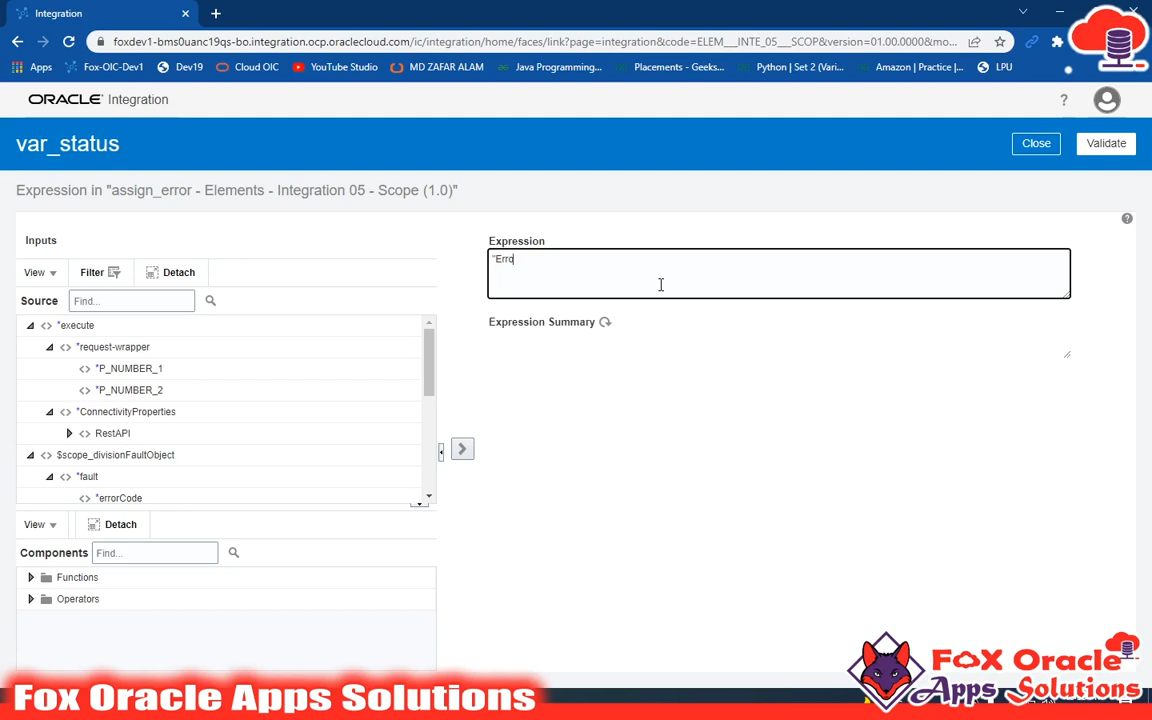 Integration
foxdev1-bms0uanc19qs-bo.integration.ocp.oraclecloud.com/ic/integration/home/faces/link?page=integration&code=ELEM___INTE_05___SCOP&version=01.00.0000&mo...
Apps Fox-OIC-Dev1 Dev19 Cloud OIC YouTube Studio MD ZAFAR ALAM Java Programming... Placements - Geeks... Python | Set 2 (Vari... Amazon | Practice |... LPU
ORACLE Integration ?
var_status Close Validate
Expression in "assign_error - Elements - Integration 05 - Scope (1.0)"
Inputs
View Filter Detach
Source Find...
*execute
*request-wrapper
*P_NUMBER_1
*P_NUMBER_2
*ConnectivityProperties
RestAPI
$scope_divisionFaultObject
*fault
*errorCode
View Detach
Components Find...
Functions
Operators
Expression
"Erro
Expression Summary
FOX Oracle
Apps Solutions
Fox Oracle Apps Solutions